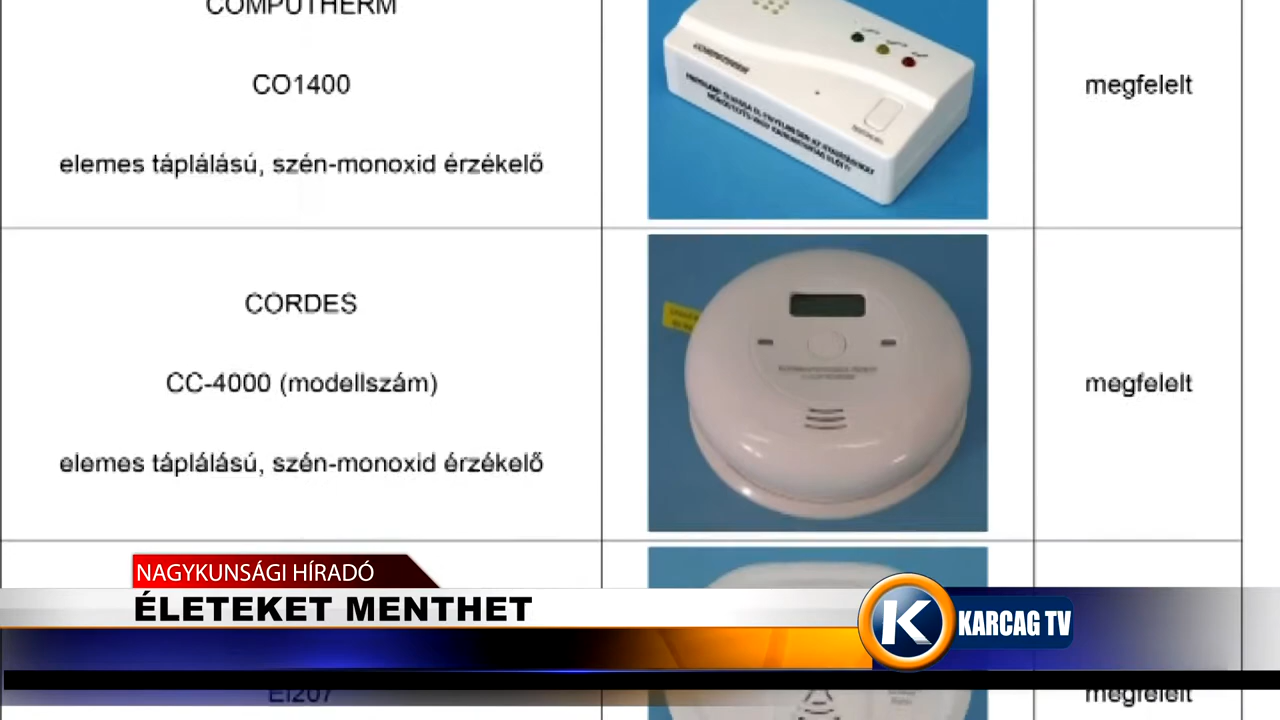 COMPUTHERM
CO1400
elemes táplálású, szén-monoxid érzékelő
megfelelt
CORDES
CC-4000 (modellszám)
elemes táplálású, szén-monoxid érzékelő
megfelelt
NAGYKUNSÁGI HÍRADÓ
ÉLETEKET MENTHET
K KARCAG TV
EI207
megfelelt